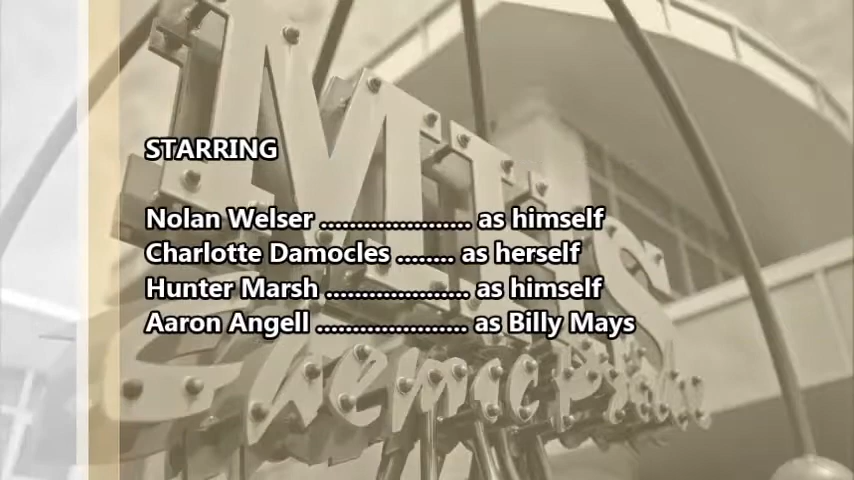 STARRING
Nolan Welser ..................... as himself
Charlotte Damocles ........ as herself
Hunter Marsh .................... as himself
Aaron Angell ..................... as Billy Mays